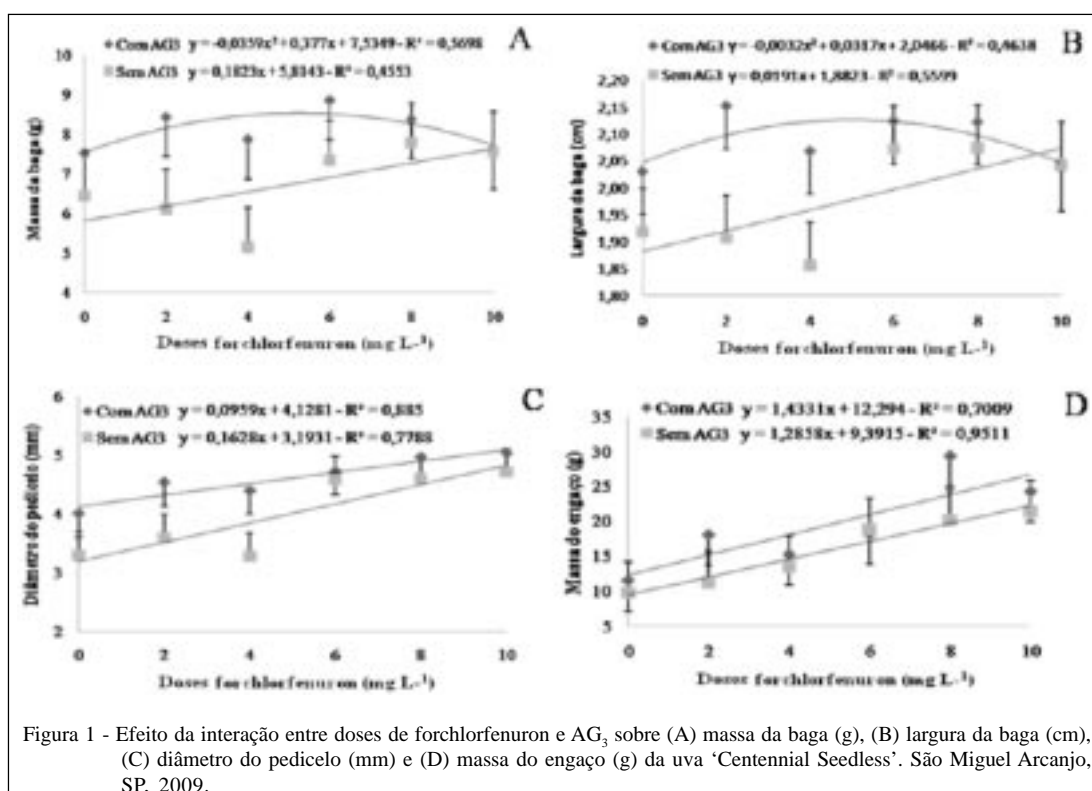 A
Com AG3 y = -0,0359x² + 0,377x + 7,5349 - R² = 0,5698
Sem AG3 y = 0,1823x + 5,8143 - R² = 0,4553
Massa da baga (g)
10
9
8
7
6
5
4
0 2 4 6 8 10
Doses forchlorfenuron (mg L⁻¹)
B
Com AG3 y = -0,0032x² + 0,0317x + 2,0466 - R² = 0,4638
Sem AG3 y = 0,0191x + 1,8823 - R² = 0,5599
Largura da baga (cm)
2,20
2,15
2,10
2,05
2,00
1,95
1,90
1,85
1,80
0 2 4 6 8 10
Doses forchlorfenuron (mg L⁻¹)
C
Com AG3 y = 0,0959x + 4,1281 - R² = 0,885
Sem AG3 y = 0,1628x + 3,1931 - R² = 0,7788
Diâmetro do pedicelo (mm)
6
5
4
3
2
0 2 4 6 8 10
Doses forchlorfenuron (mg L⁻¹)
D
Com AG3 y = 1,4331x + 12,294 - R² = 0,7009
Sem AG3 y = 1,2858x + 9,3915 - R² = 0,9511
Massa do engaço (g)
35
30
25
20
15
10
5
0 2 4 6 8 10
Doses forchlorfenuron (mg L⁻¹)
Figura 1 - Efeito da interação entre doses de forchlorfenuron e AG₃ sobre (A) massa da baga (g), (B) largura da baga (cm),
(C) diâmetro do pedicelo (mm) e (D) massa do engaço (g) da uva ‘Centennial Seedless’. São Miguel Arcanjo,
SP, 2009.